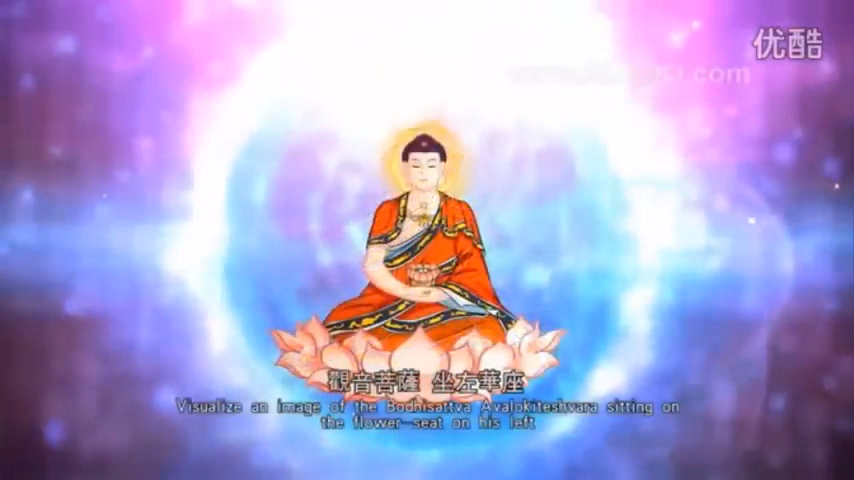 优酷
觀音菩薩 坐左華座
Visualize an image of the Bodhisattva Avalokiteshvara sitting on
the flower-seat on his left